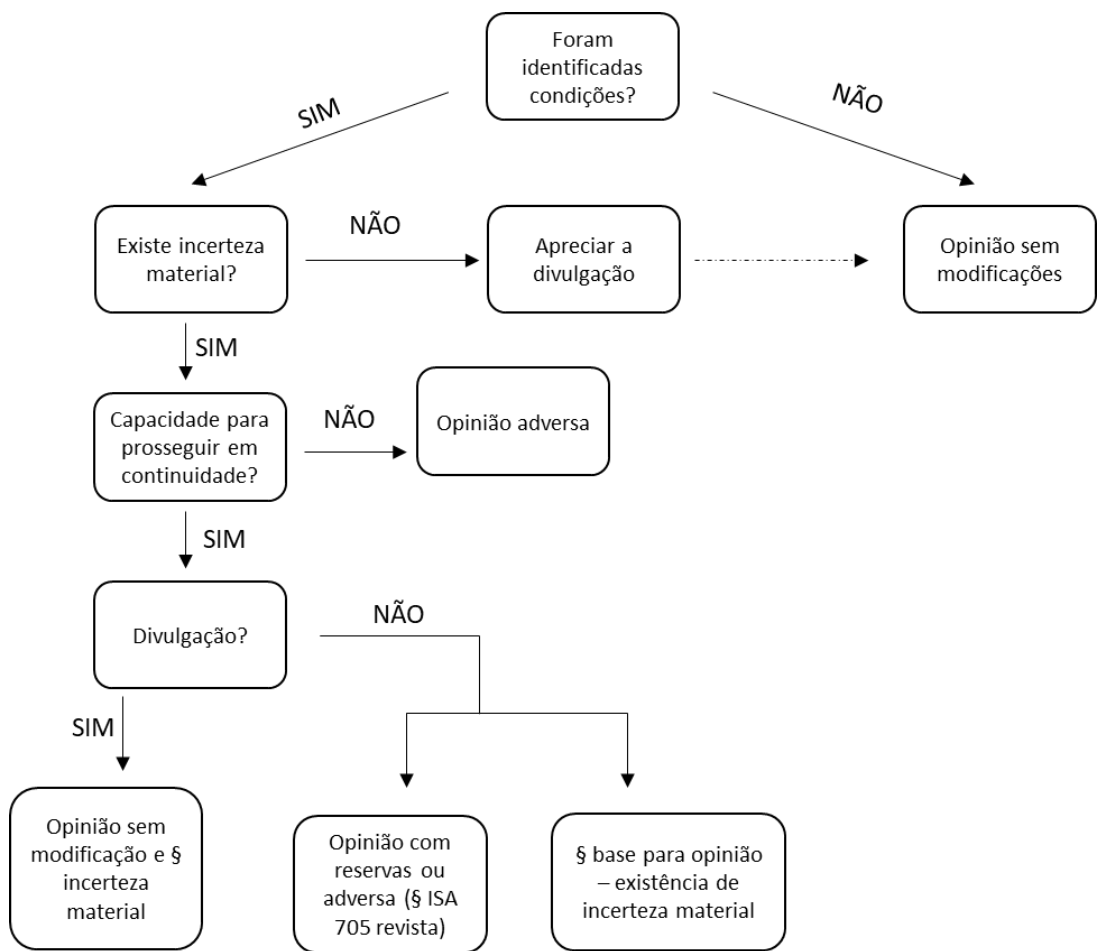 Foram
identificadas
condições?
SIM
NÃO
Existe incerteza
material?
NÃO
Apreciar a
divulgação
Opinião sem
modificações
SIM
Capacidade para
prosseguir em
continuidade?
NÃO
Opinião adversa
SIM
Divulgação?
NÃO
SIM
Opinião sem
modificação e §
incerteza
material
Opinião com
reservas ou
adversa (§ ISA
705 revista)
§ base para opinião
– existência de
incerteza material